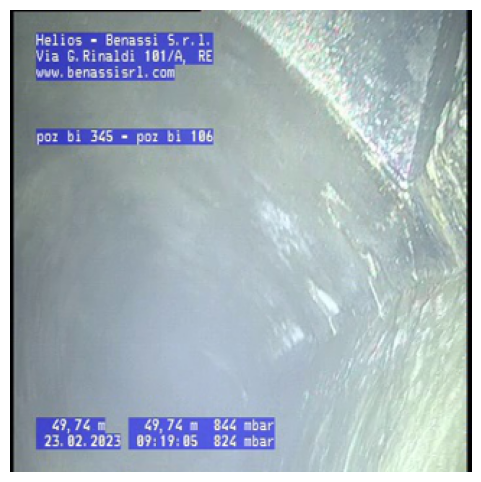 Helios - Benassi S.r.l.
Via G.Rinaldi 101/A, RE
www.benassisrl.com
poz bi 345 - poz bi 106
49,74 m 49,74 m 844 mbar
23.02.2023 09:19:05 824 mbar